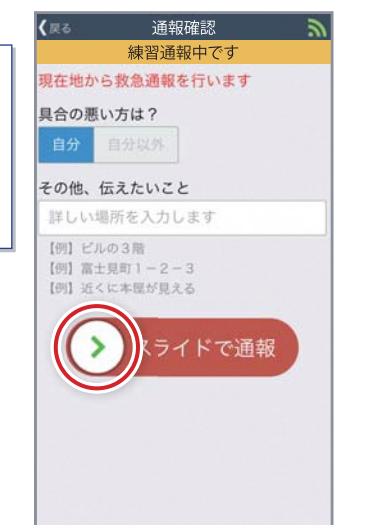 戻る
通報確認
練習通報中です
現在地から救急通報を行います
具合の悪い方は？
自分
自分以外
その他、伝えたいこと
詳しい場所を入力します
【例】ビルの３階
【例】富士見町１－２－３
【例】近くに本屋が見える
スライドで通報